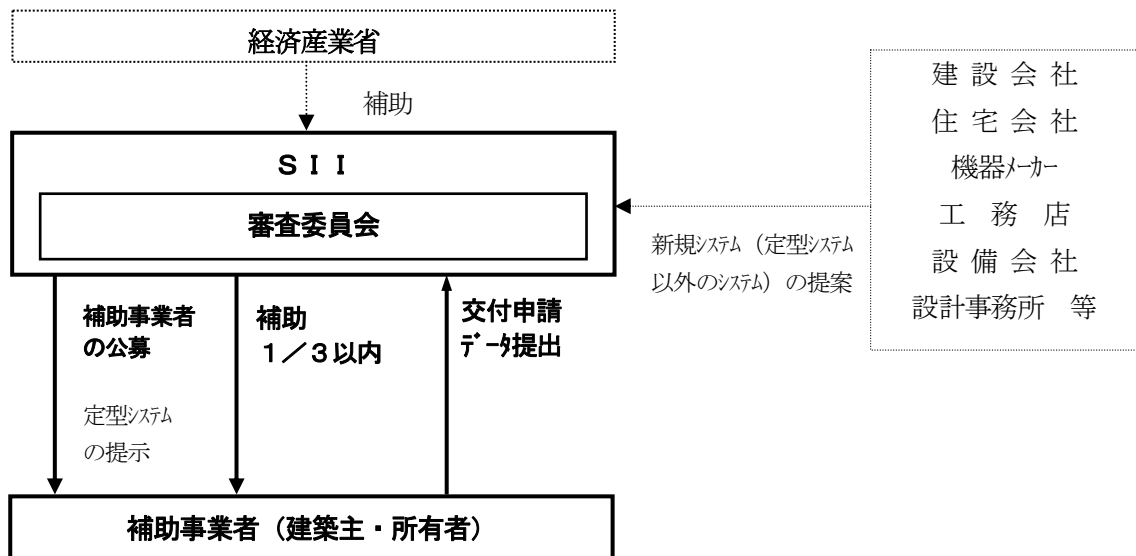 経済産業省
補助
ＳＩＩ
審査委員会
建設会社
住宅会社
機器ﾒｰｶｰ
工務店
設備会社
設計事務所　等
新規ｼｽﾃﾑ（定型ｼｽﾃﾑ
以外のｼｽﾃﾑ）の提案
補助事業者
の公募
定型ｼｽﾃﾑ
の提示
補助
１／３以内
交付申請
ﾃﾞｰﾀ提出
補助事業者（建築主・所有者）